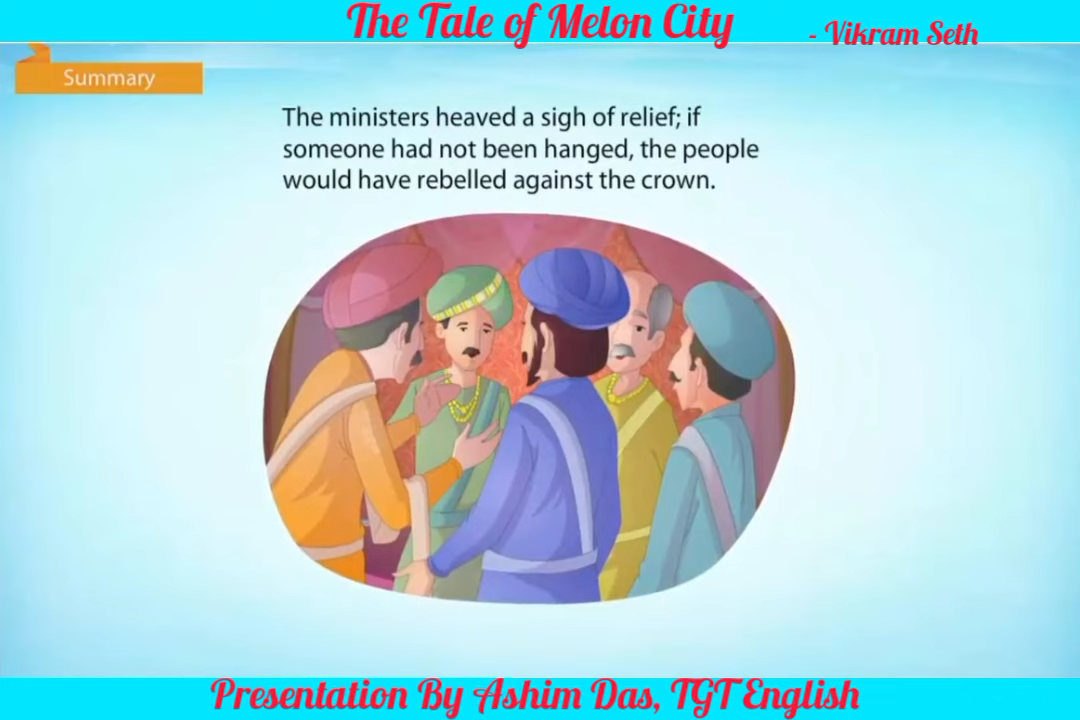 The Tale of Melon City
- Vikram Seth
Summary
The ministers heaved a sigh of relief; if
someone had not been hanged, the people
would have rebelled against the crown.
Presentation By Ashim Das, TGT English